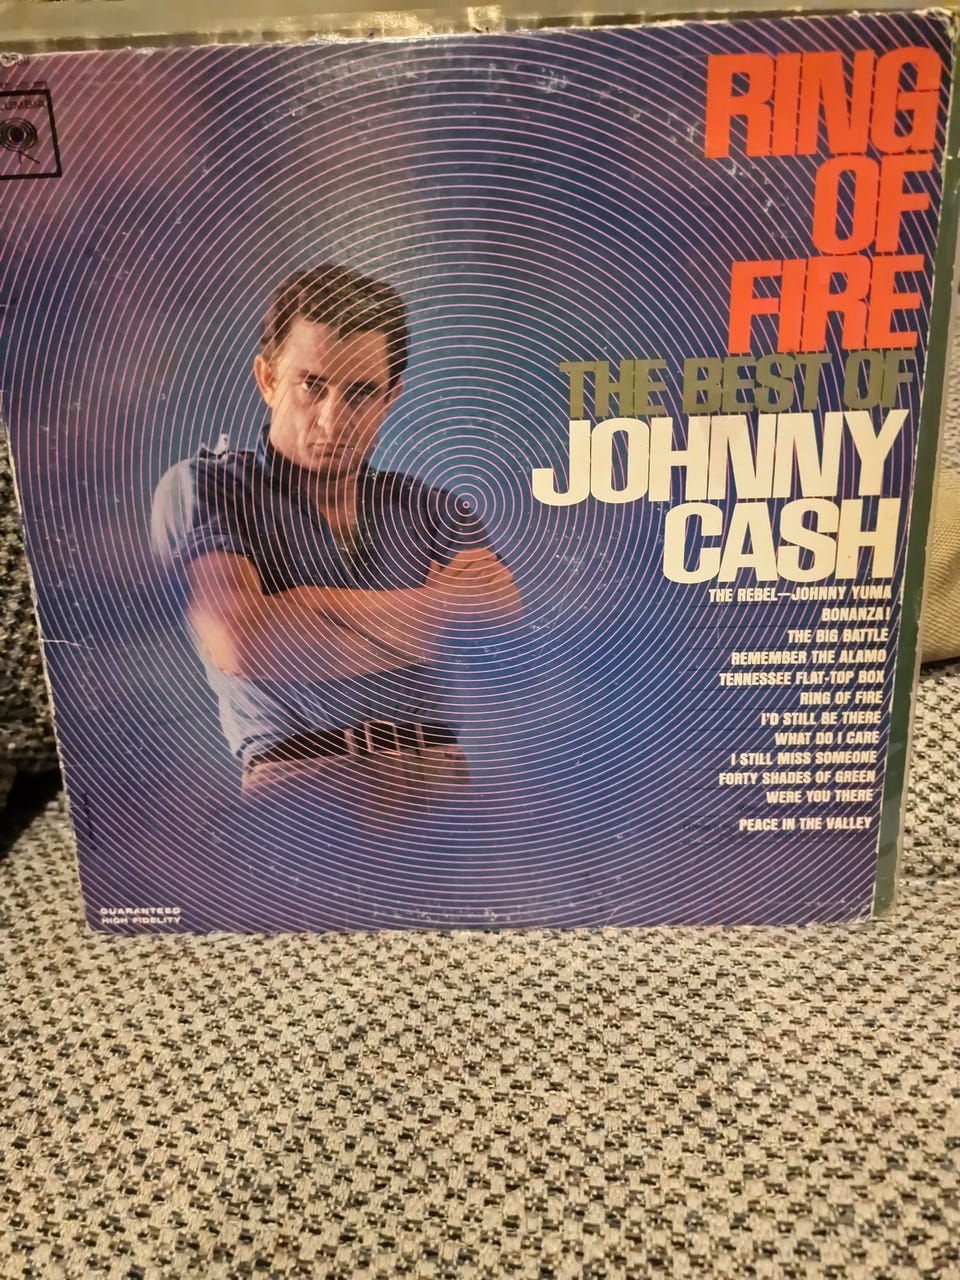 COLUMBIA
RING
OF
FIRE
THE BEST OF
JOHNNY
CASH
THE REBEL—JOHNNY YUMA
BONANZA!
THE BIG BATTLE
REMEMBER THE ALAMO
TENNESSEE FLAT-TOP BOX
RING OF FIRE
I'D STILL BE THERE
WHAT DO I CARE
I STILL MISS SOMEONE
FORTY SHADES OF GREEN
WERE YOU THERE
PEACE IN THE VALLEY
GUARANTEED
HIGH FIDELITY